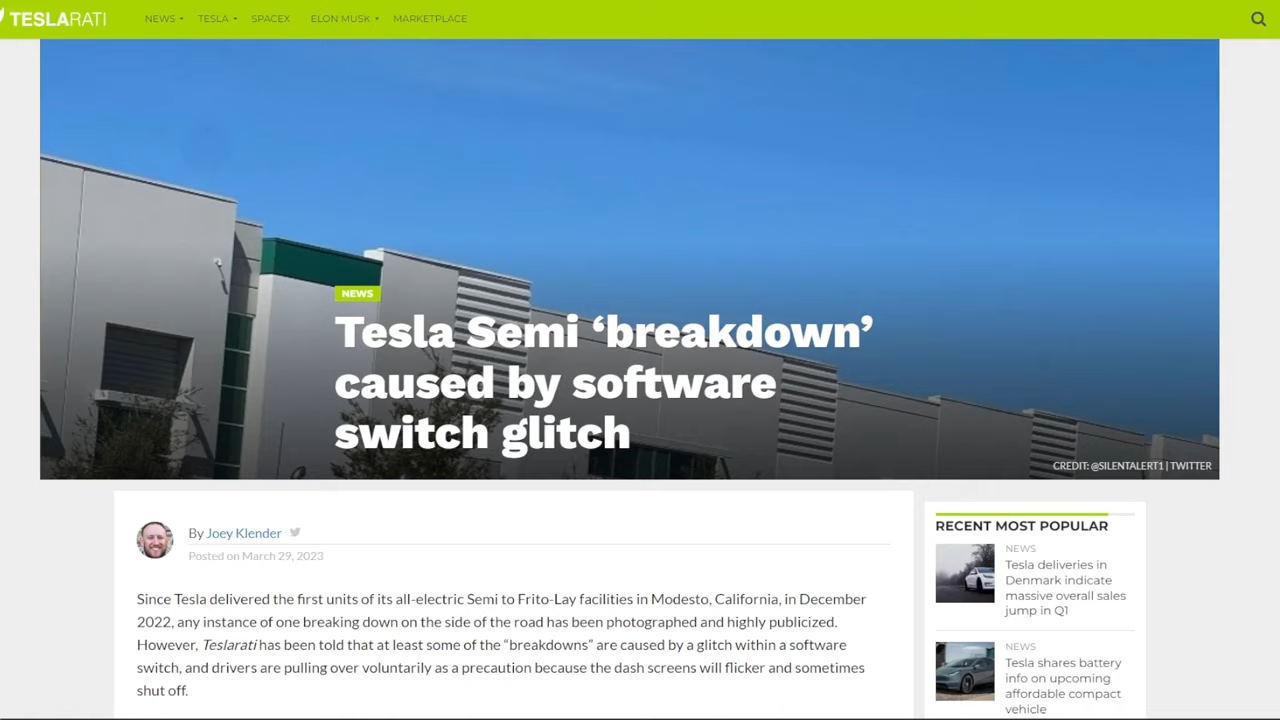 TESLARATI
NEWS
TESLA
SPACEX
ELON MUSK
MARKETPLACE
NEWS
Tesla Semi ‘breakdown’
caused by software
switch glitch
CREDIT: @SILENTALERT1 | TWITTER
By Joey Klender
Posted on March 29, 2023
Since Tesla delivered the first units of its all-electric Semi to Frito-Lay facilities in Modesto, California, in December
2022, any instance of one breaking down on the side of the road has been photographed and highly publicized.
However, Teslarati has been told that at least some of the “breakdowns” are caused by a glitch within a software
switch, and drivers are pulling over voluntarily as a precaution because the dash screens will flicker and sometimes
shut off.
RECENT MOST POPULAR
NEWS
Tesla deliveries in
Denmark indicate
massive overall sales
jump in Q1
NEWS
Tesla shares battery
info on upcoming
affordable compact
vehicle